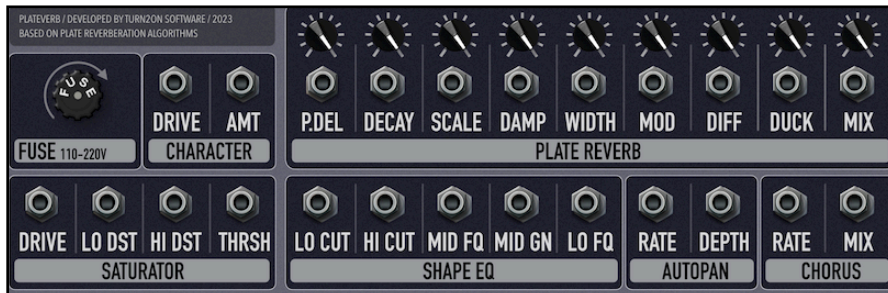 PLATEVERB / DEVELOPED BY TURN2ON SOFTWARE / 2023
BASED ON PLATE REVERBERATION ALGORITHMS
FUSE
DRIVE AMT
P.DEL DECAY SCALE DAMP WIDTH MOD DIFF DUCK MIX
FUSE 110-220V
CHARACTER
PLATE REVERB
DRIVE LO DST HI DST THRSH
LO CUT HI CUT MID FQ MID GN LO FQ
RATE DEPTH
RATE MIX
SATURATOR
SHAPE EQ
AUTOPAN
CHORUS